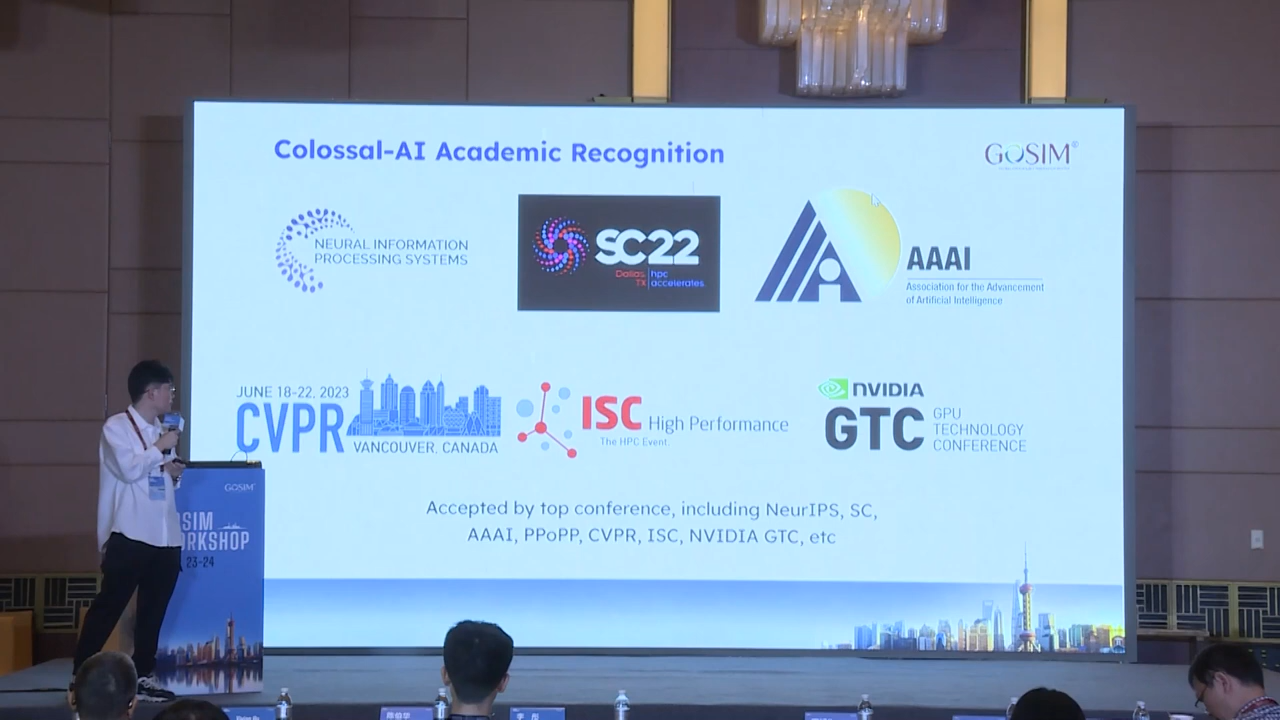 Colossal-AI Academic Recognition
GOSIM
NEURAL INFORMATION
PROCESSING SYSTEMS
SC22
Dallas, TX
hpc accelerates.
AAAI
Association for the Advancement
of Artificial Intelligence
JUNE 18-22, 2023
CVPR
VANCOUVER, CANADA
ISC High Performance
The HPC Event.
NVIDIA
GTC
GPU
TECHNOLOGY
CONFERENCE
Accepted by top conference, including NeurIPS, SC,
AAAI, PPoPP, CVPR, ISC, NVIDIA GTC, etc
GOSIM
OSIM
ORKSHOP
23-24